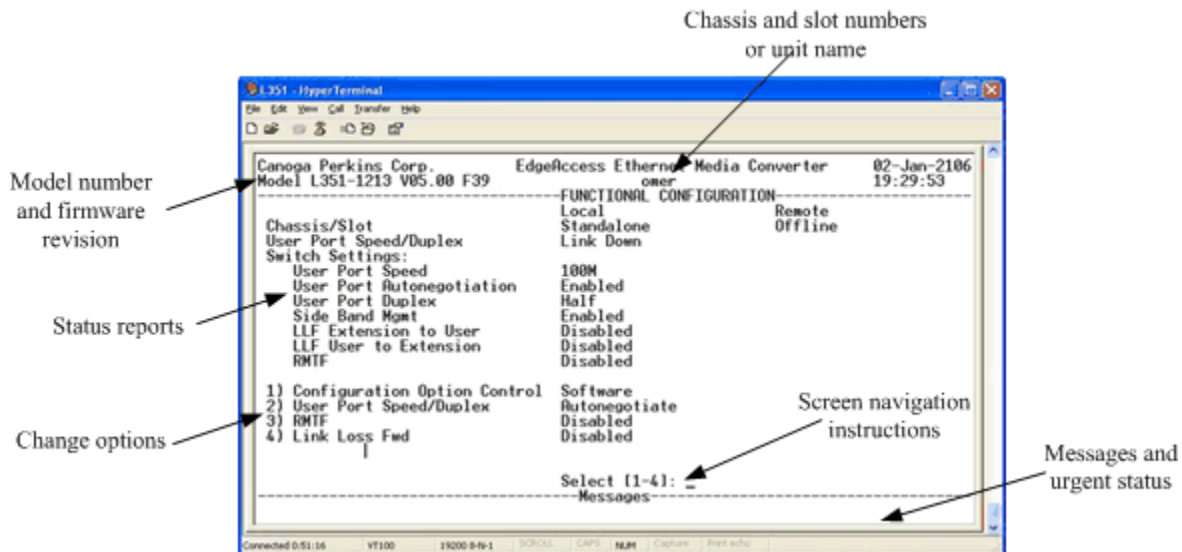 Chassis and slot numbers
or unit name
L351 - HyperTerminal
File Edit View Call Transfer Help
Canoga Perkins Corp. EdgeAccess Ethernet Media Converter 02-Jan-2106
Model L351-1213 V05.00 F39 omer 19:29:53
FUNCTIONAL CONFIGURATION
Local Remote
Chassis/Slot Standalone Offline
User Port Speed/Duplex Link Down
Switch Settings:
User Port Speed 100M
User Port Autonegotiation Enabled
User Port Duplex Half
Side Band Mgmt Enabled
LLF Extension to User Disabled
LLF User to Extension Disabled
RMTF Disabled
1) Configuration Option Control Software
2) User Port Speed/Duplex Autonegotiate
3) RMTF Disabled
4) Link Loss Fwd Disabled
Select [1-4]: _
Messages
Connected 0:51:16 VT100 19200 8-N-1 SCROLL CAPS NUM Capture Print echo
Model number
and firmware
revision
Status reports
Change options
Screen navigation
instructions
Messages and
urgent status